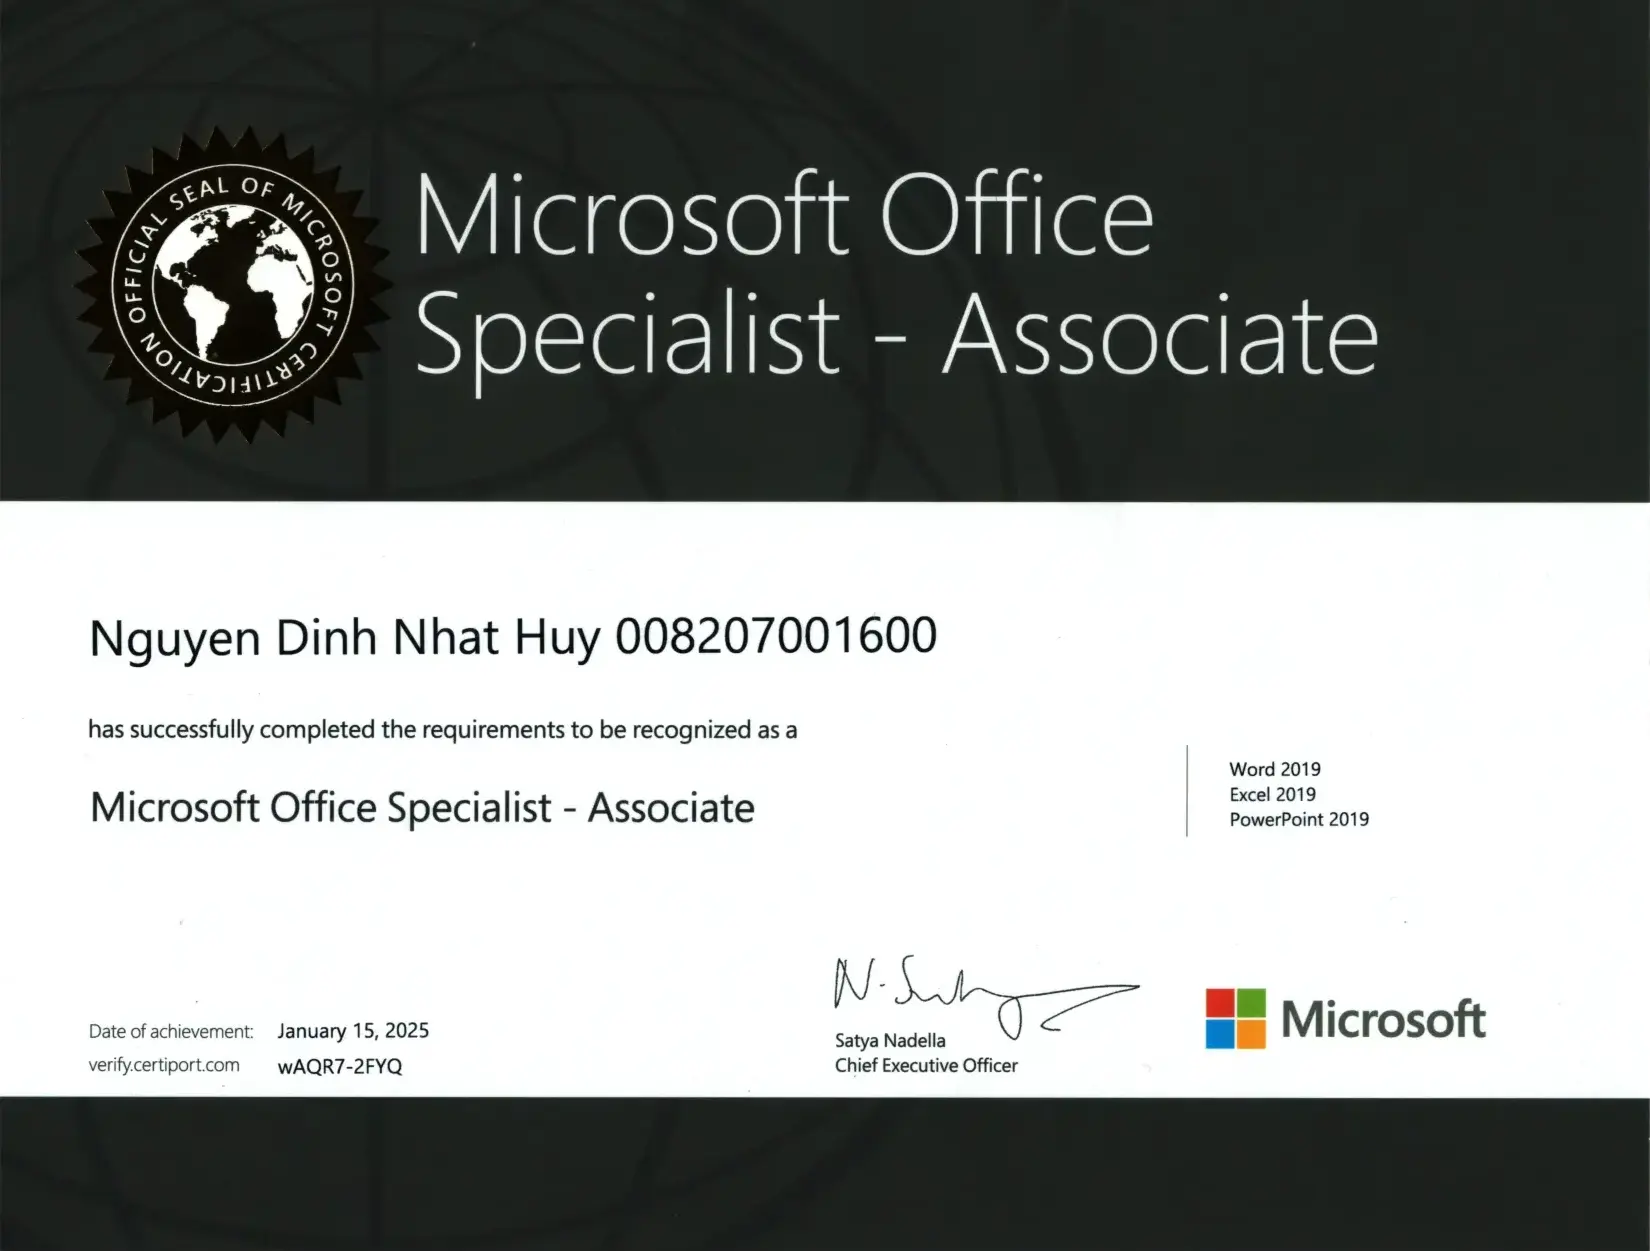 OFFICIAL SEAL OF MICROSOFT CERTIFICATION
Microsoft Office
Specialist - Associate
Nguyen Dinh Nhat Huy 008207001600
has successfully completed the requirements to be recognized as a
Microsoft Office Specialist - Associate
Word 2019
Excel 2019
PowerPoint 2019
N. Satya
Satya Nadella
Chief Executive Officer
Microsoft
Date of achievement: January 15, 2025
verify.certiport.com wAQR7-2FYQ